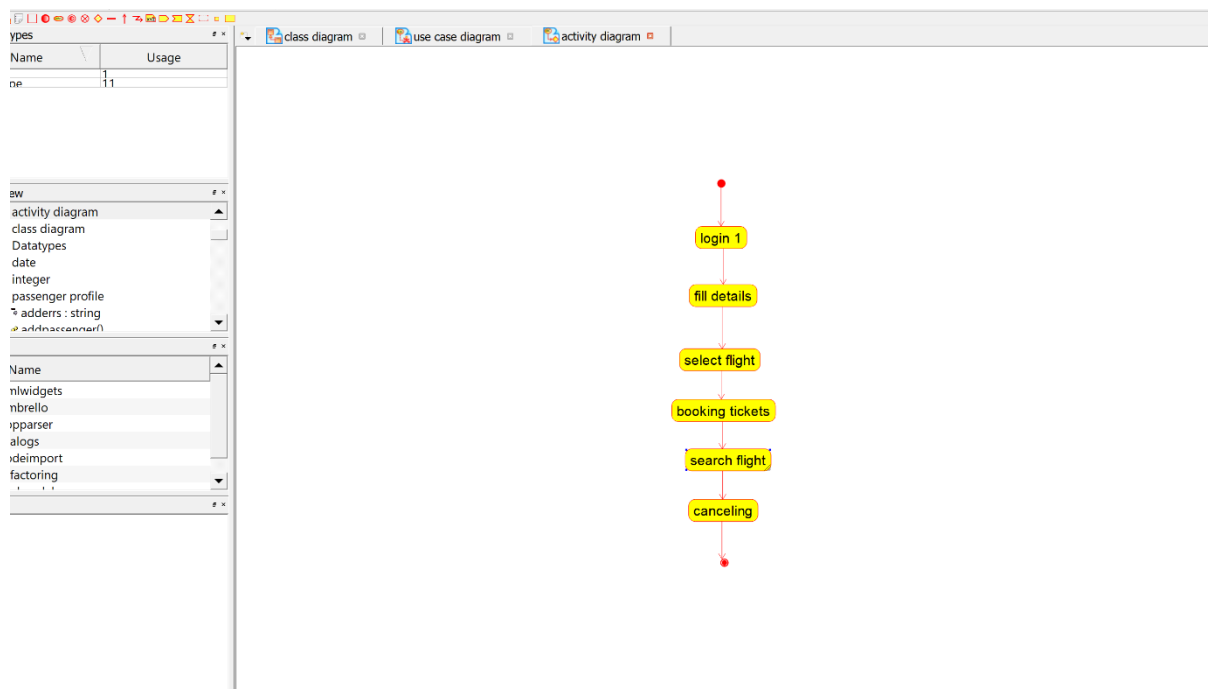 class diagram use case diagram activity diagram
ypes
Name Usage
1
pe 11
ew
activity diagram
class diagram
Datatypes
date
integer
passenger profile
adderrs : string
addpassenger()
Name
mlwidgets
mbrello
pparser
alogs
deimport
factoring
login 1
fill details
select flight
booking tickets
search flight
canceling